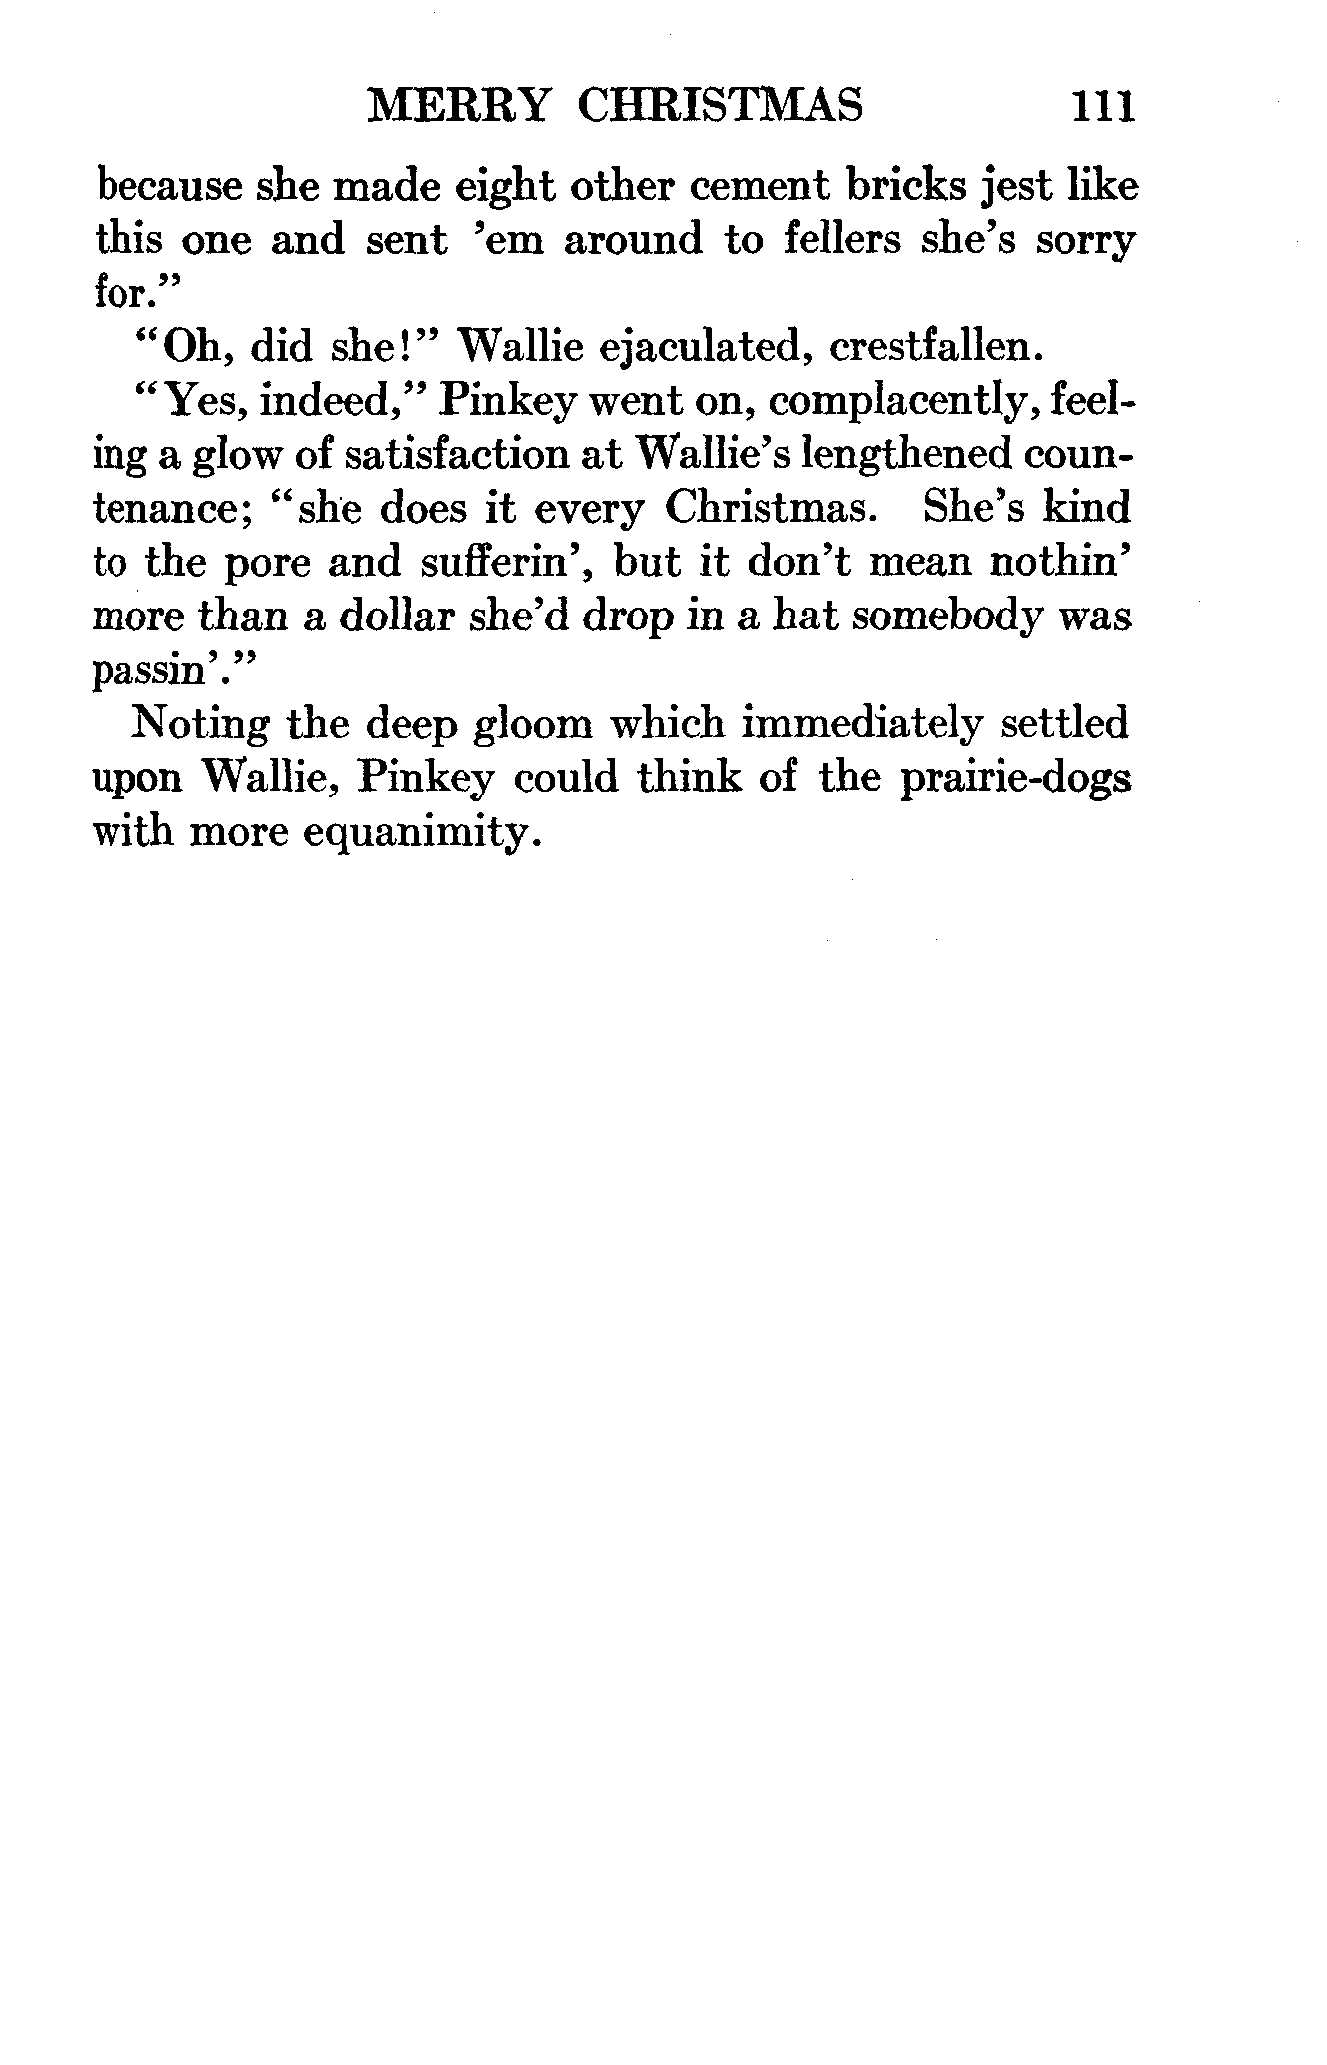 MERRY CHRISTMAS 111
because she made eight other cement bricks jest like
this one and sent ’em around to fellers she’s sorry
for.”
“Oh, did she!” Wallie ejaculated, crestfallen.
“Yes, indeed,” Pinkey went on, complacently, feel-
ing a glow of satisfaction at Wallie’s lengthened coun-
tenance; “she does it every Christmas. She’s kind
to the pore and sufferin’, but it don’t mean nothin’
more than a dollar she’d drop in a hat somebody was
passin’.”
Noting the deep gloom which immediately settled
upon Wallie, Pinkey could think of the prairie-dogs
with more equanimity.